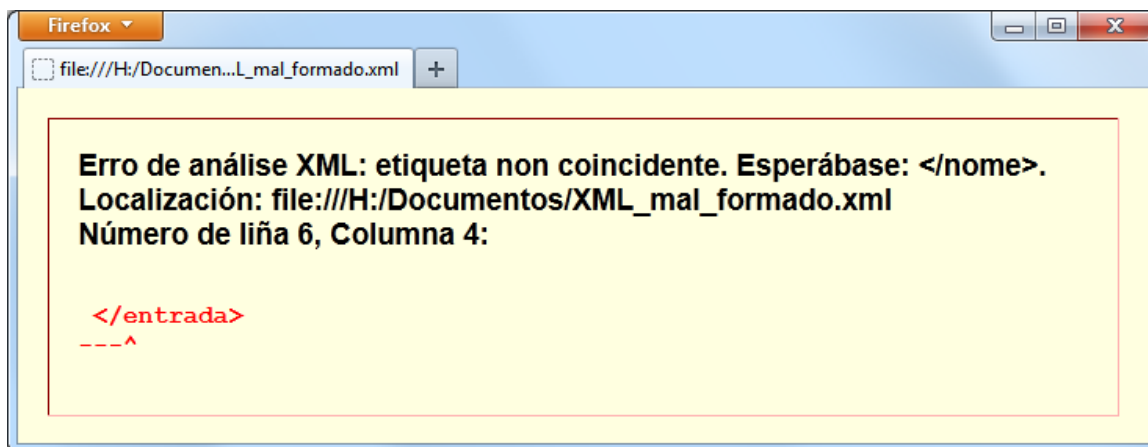 Firefox
file:///H:/Documen...L_mal_formado.xml
Erro de análise XML: etiqueta non coincidente. Esperábase: </nome>.
Localización: file:///H:/Documentos/XML_mal_formado.xml
Número de liña 6, Columna 4:
</entrada>
---^